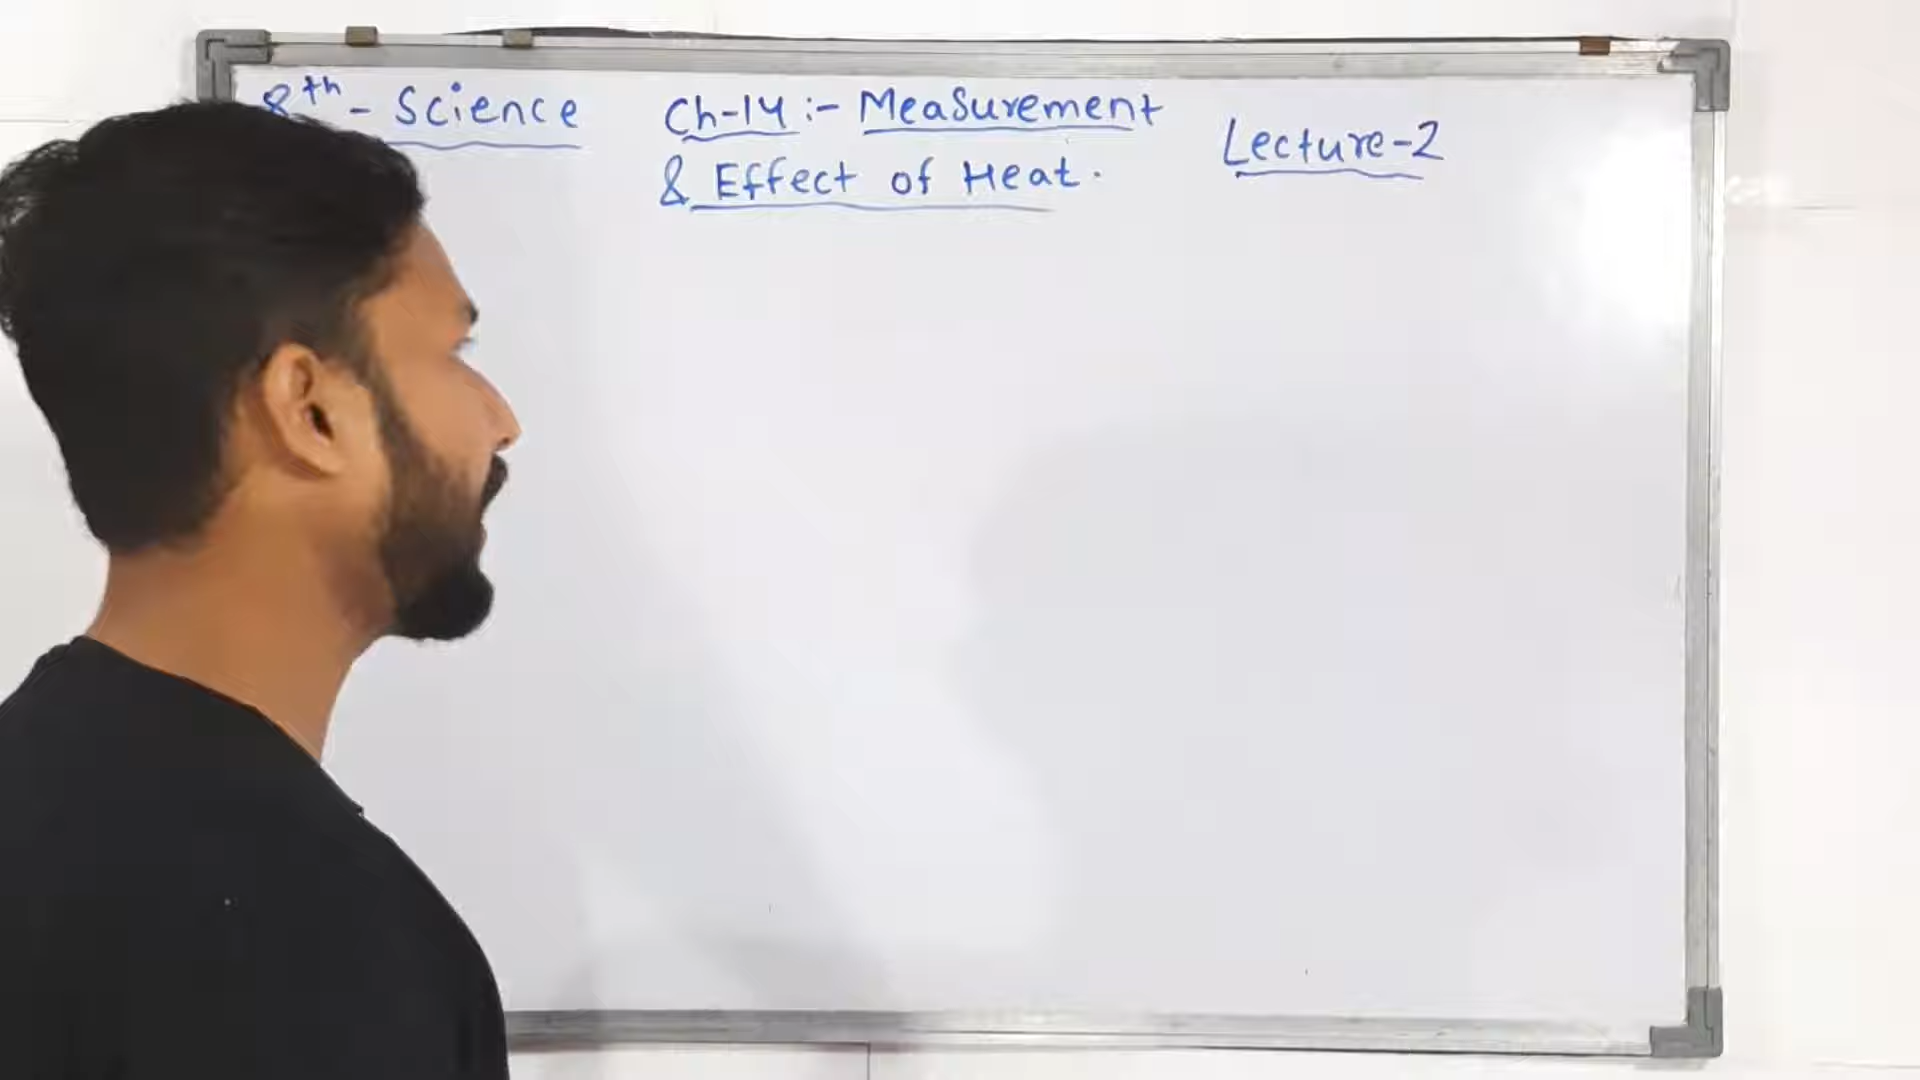 8th - Science
Ch-14 :- Measurement
& Effect of Heat.
Lecture-2